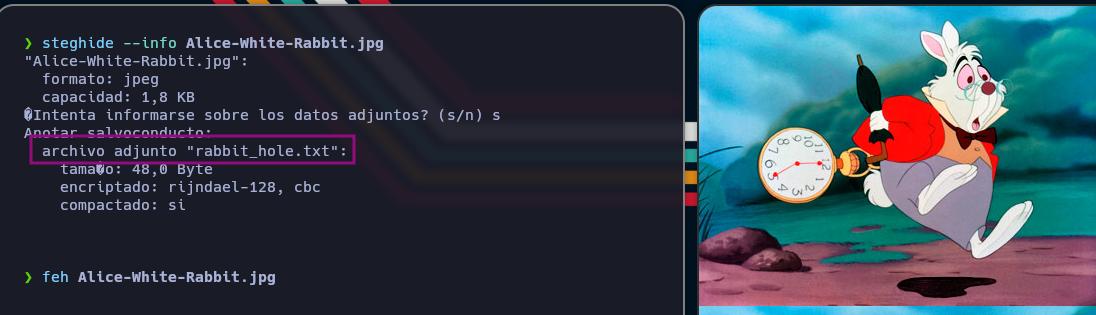 ❯ steghide --info Alice-White-Rabbit.jpg
"Alice-White-Rabbit.jpg":
formato: jpeg
capacidad: 1,8 KB
�Intenta informarse sobre los datos adjuntos? (s/n) s
Anotar salvoconducto:
archivo adjunto "rabbit_hole.txt":
tama�o: 48,0 Byte
encriptado: rijndael-128, cbc
compactado: si
❯ feh Alice-White-Rabbit.jpg